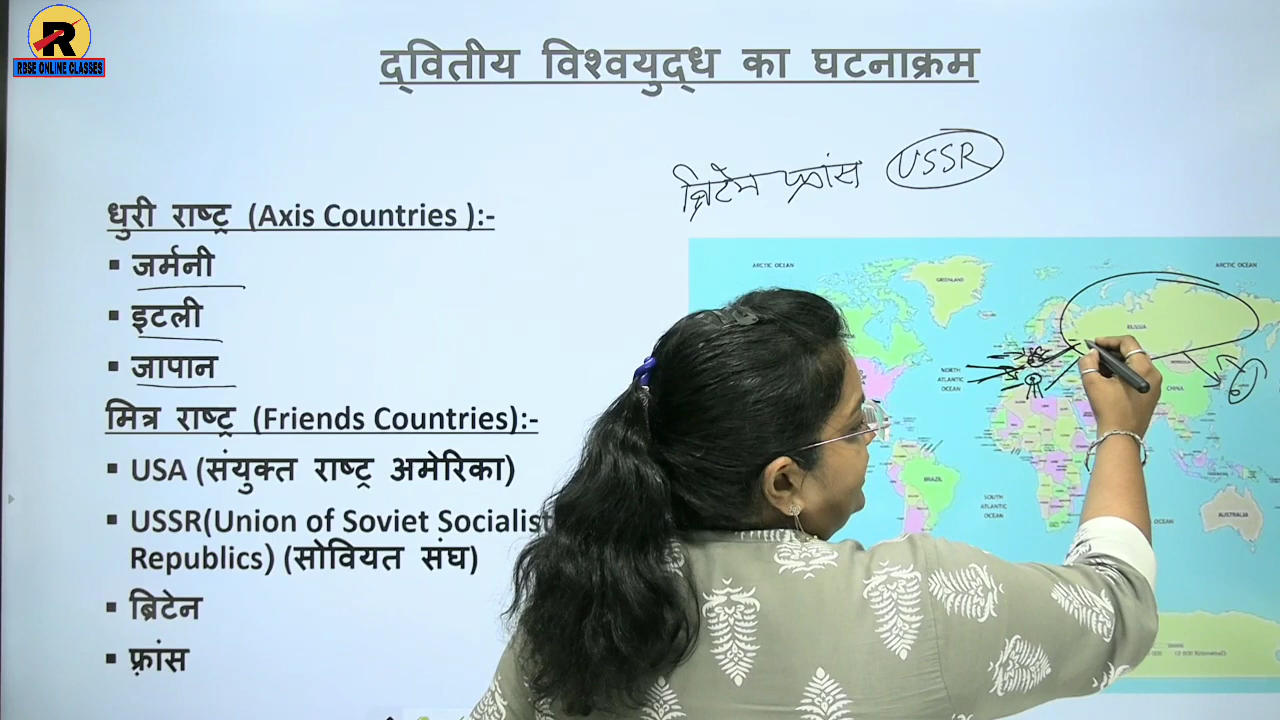 R
RBSE ONLINE CLASSES
द्वितीय विश्वयुद्ध का घटनाक्रम
ब्रिटेन फ्रांस USSR
धुरी राष्ट्र (Axis Countries ):-
▪ जर्मनी
▪ इटली
▪ जापान
मित्र राष्ट्र (Friends Countries):-
▪ USA (संयुक्त राष्ट्र अमेरिका)
▪ USSR(Union of Soviet Socialist
Republics) (सोवियत संघ)
▪ ब्रिटेन
▪ फ़्रांस
ARCTIC OCEAN
ARCTIC OCEAN
GREENLAND
RUSSIA
NORTH
ATLANTIC
OCEAN
CHINA
BRAZIL
SOUTH
ATLANTIC
OCEAN
OCEAN
AUSTRALIA